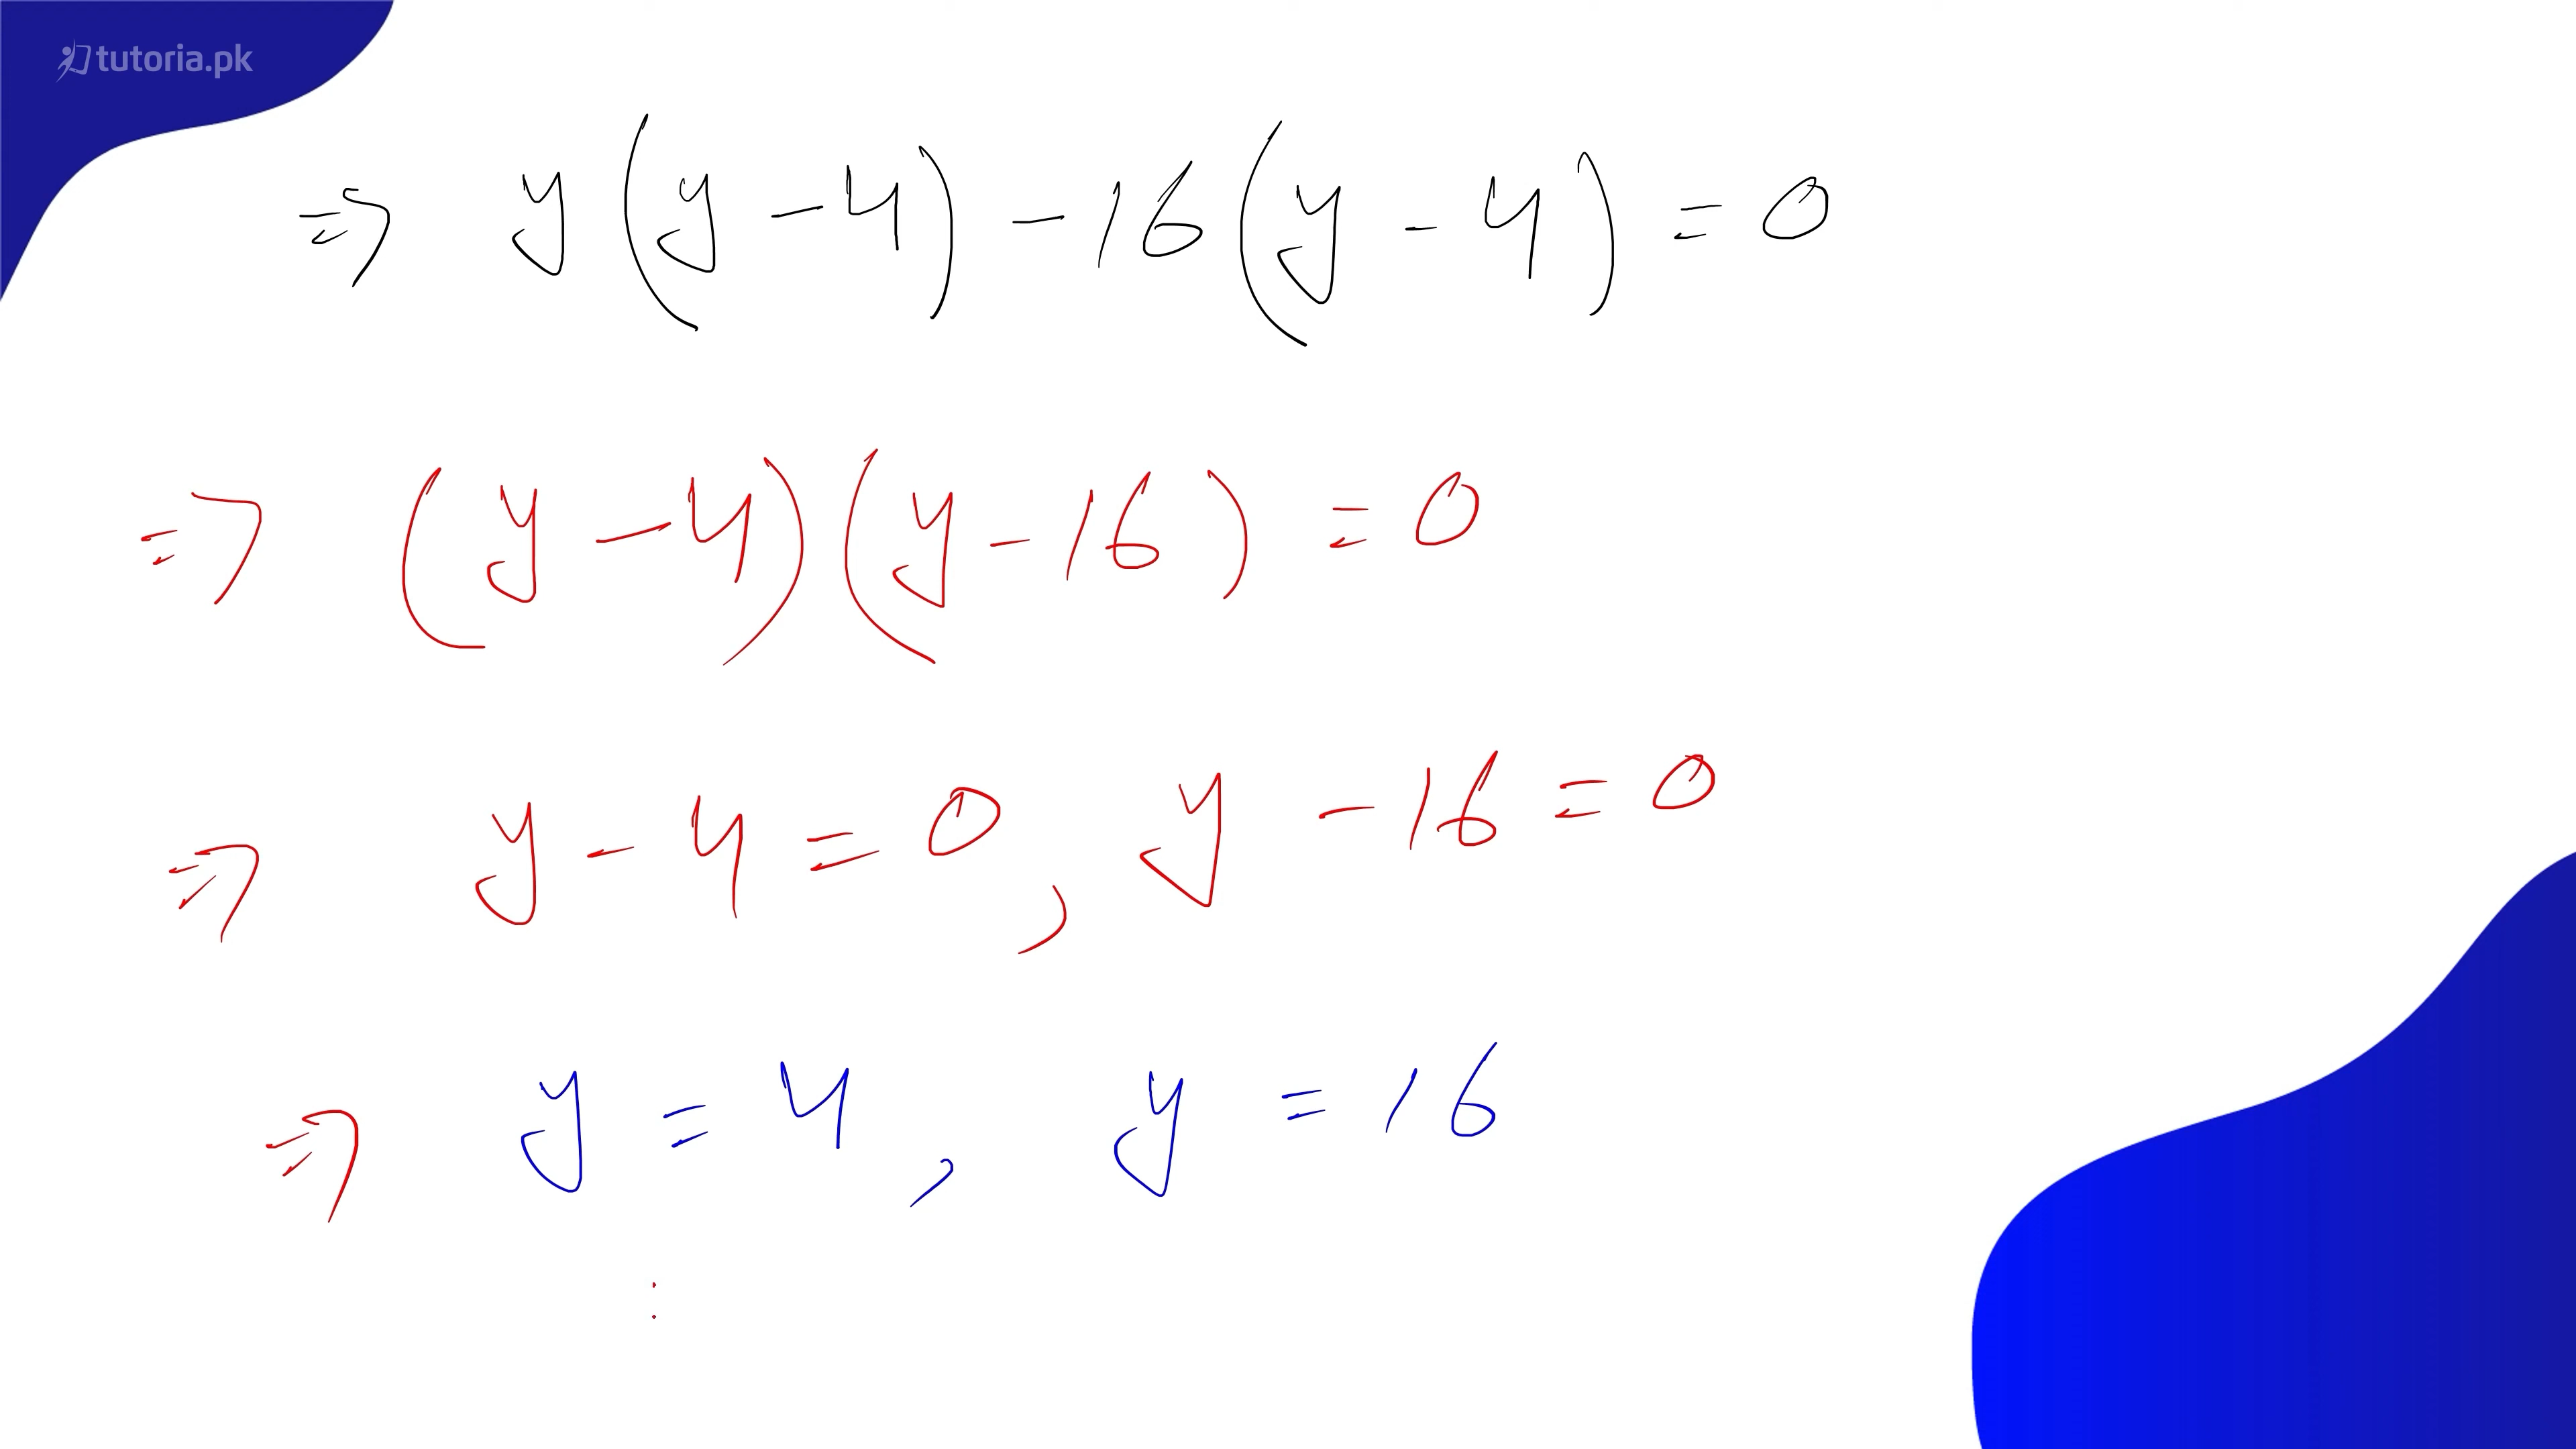 tutoria.pk
⇒ y(y-4)-16(y-4)=0
⇒ (y-4)(y-16)=0
⇒ y-4=0, y-16=0
⇒ y=4, y=16
: